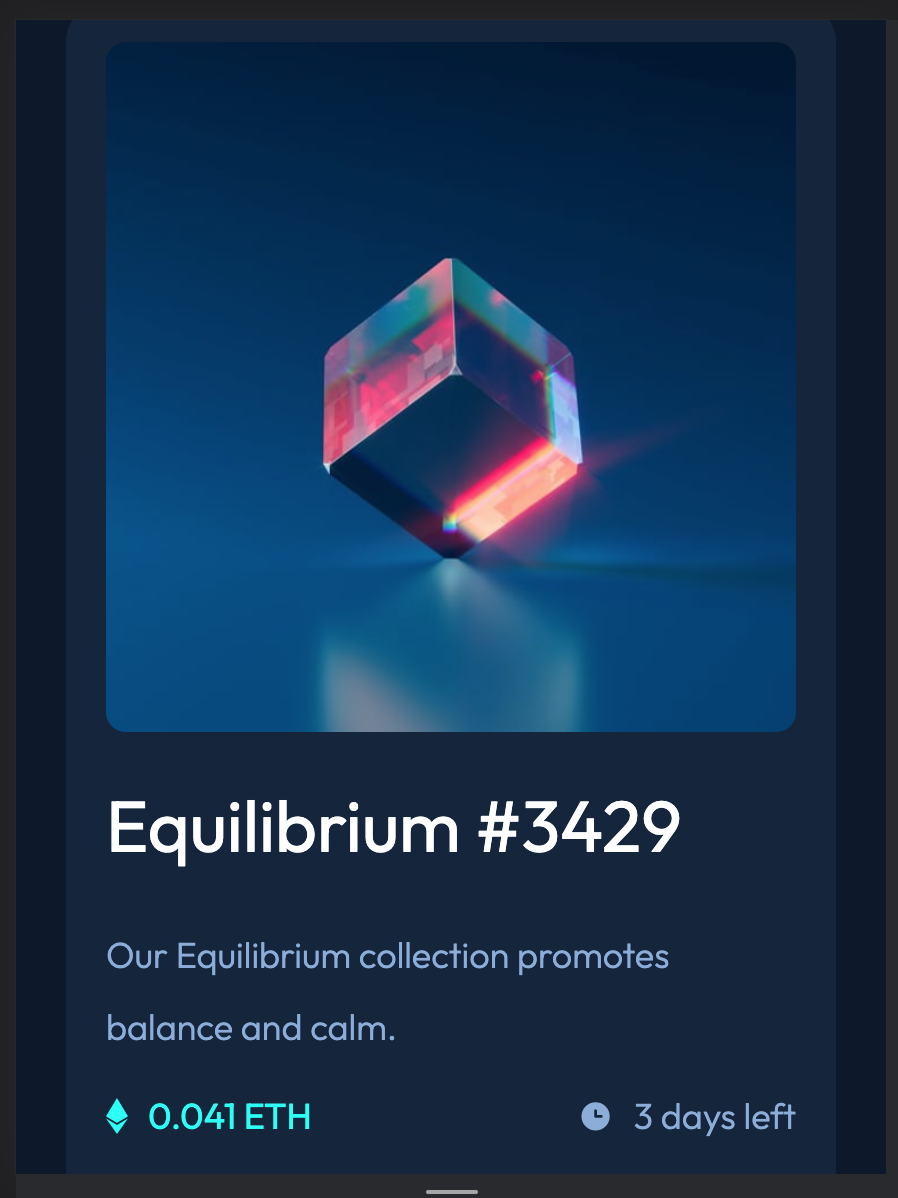 Equilibrium #3429
Our Equilibrium collection promotes
balance and calm.
0.041 ETH
3 days left